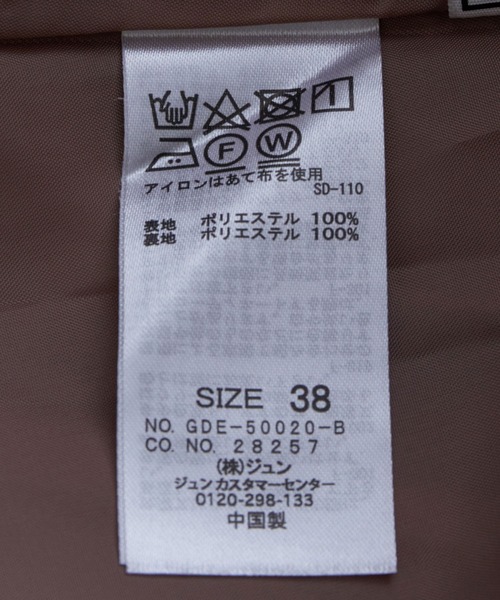 F W
アイロンはあて布を使用
SD-110
表地 ポリエステル 100%
裏地 ポリエステル 100%
SIZE 38
NO. GDE-50020-B
CO. NO. 28257
(株)ジュン
ジュン カスタマーセンター
0120-298-133
中国製